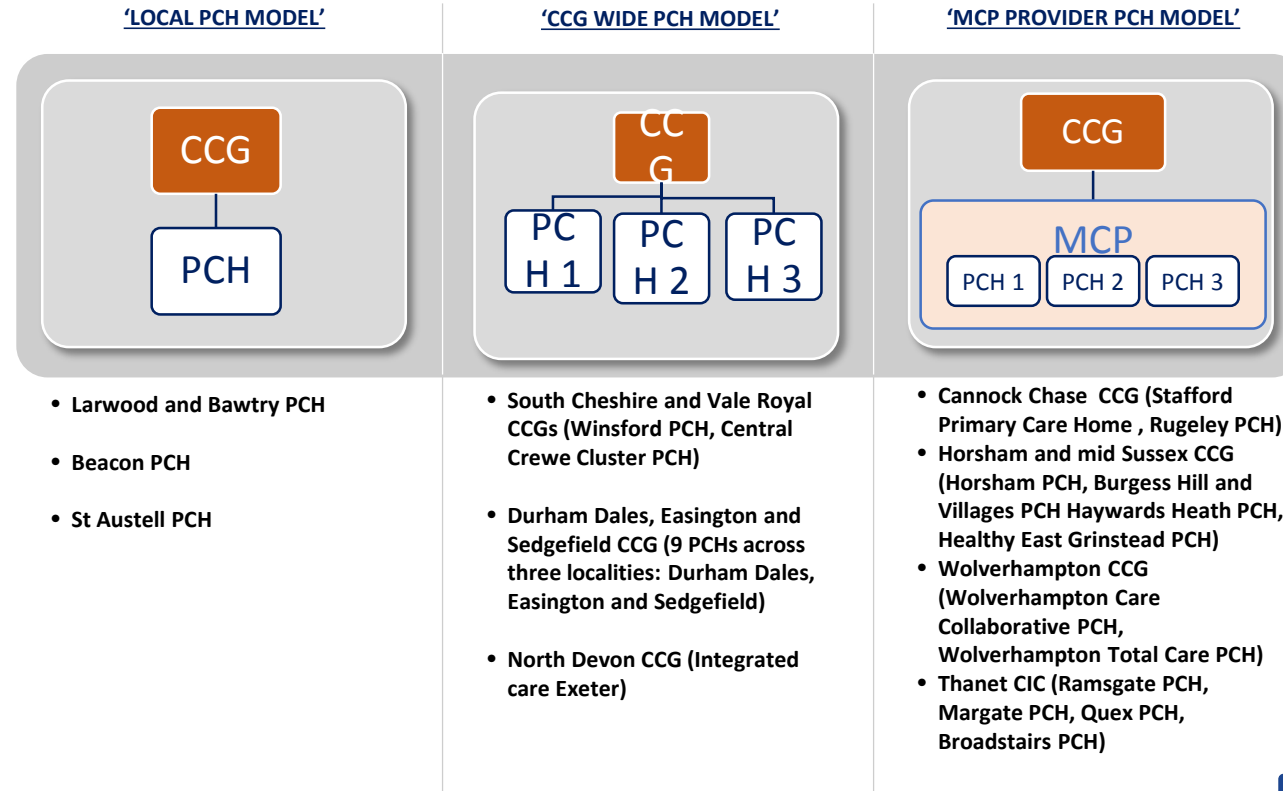 ‘LOCAL PCH MODEL’
CCG
PCH
• Larwood and Bawtry PCH
• Beacon PCH
• St Austell PCH
‘CCG WIDE PCH MODEL’
CC
G
PC
H 1
PC
H 2
PC
H 3
• South Cheshire and Vale Royal
CCGs (Winsford PCH, Central
Crewe Cluster PCH)
• Durham Dales, Easington and
Sedgefield CCG (9 PCHs across
three localities: Durham Dales,
Easington and Sedgefield)
• North Devon CCG (Integrated
care Exeter)
‘MCP PROVIDER PCH MODEL’
CCG
MCP
PCH 1
PCH 2
PCH 3
• Cannock Chase  CCG (Stafford
Primary Care Home , Rugeley PCH)
• Horsham and mid Sussex CCG
(Horsham PCH, Burgess Hill and
Villages PCH Haywards Heath PCH,
Healthy East Grinstead PCH)
• Wolverhampton CCG
(Wolverhampton Care
Collaborative PCH,
Wolverhampton Total Care PCH)
• Thanet CIC (Ramsgate PCH,
Margate PCH, Quex PCH,
Broadstairs PCH)